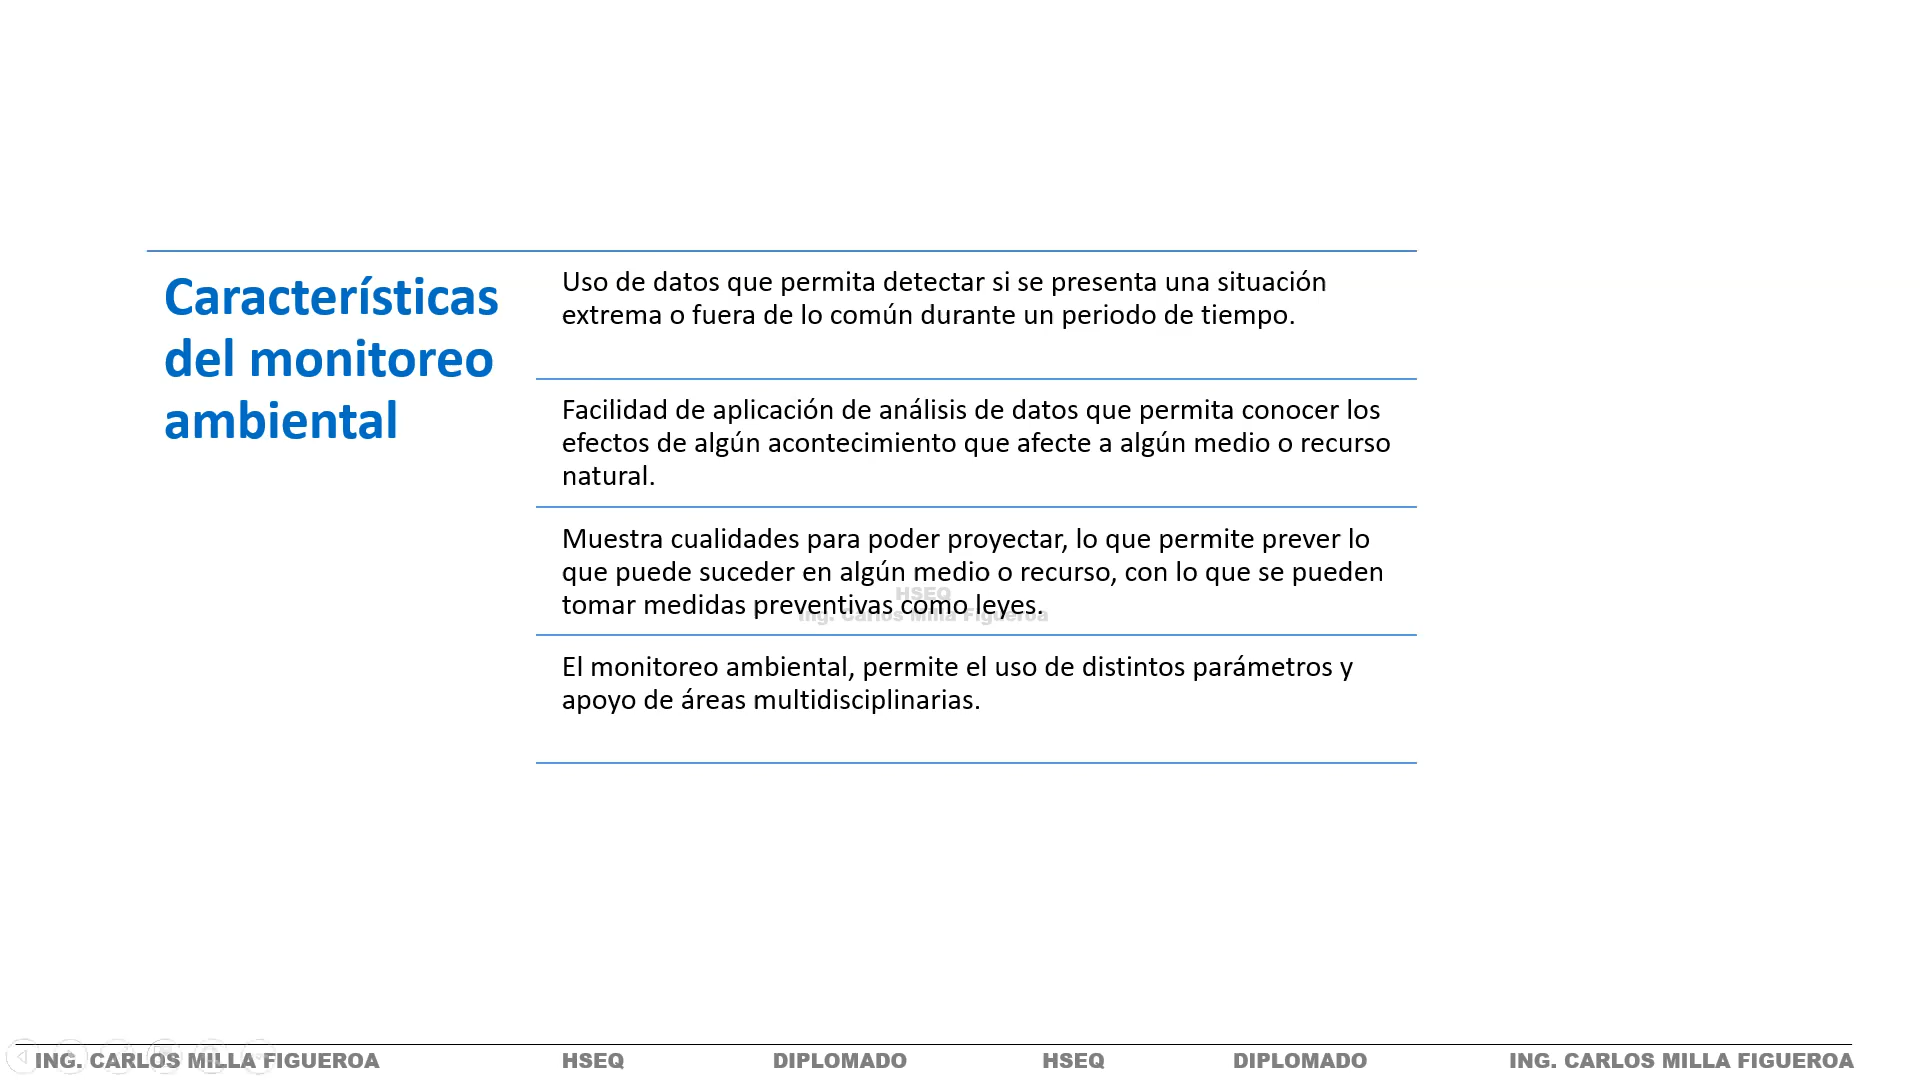 Características
del monitoreo
ambiental
Uso de datos que permita detectar si se presenta una situación
extrema o fuera de lo común durante un periodo de tiempo.
Facilidad de aplicación de análisis de datos que permita conocer los
efectos de algún acontecimiento que afecte a algún medio o recurso
natural.
Muestra cualidades para poder proyectar, lo que permite prever lo
que puede suceder en algún medio o recurso, con lo que se pueden
tomar medidas preventivas como leyes.
HSEQ
Ing. Carlos Milla Figueroa
El monitoreo ambiental, permite el uso de distintos parámetros y
apoyo de áreas multidisciplinarias.
ING. CARLOS MILLA FIGUEROA HSEQ DIPLOMADO HSEQ DIPLOMADO ING. CARLOS MILLA FIGUEROA